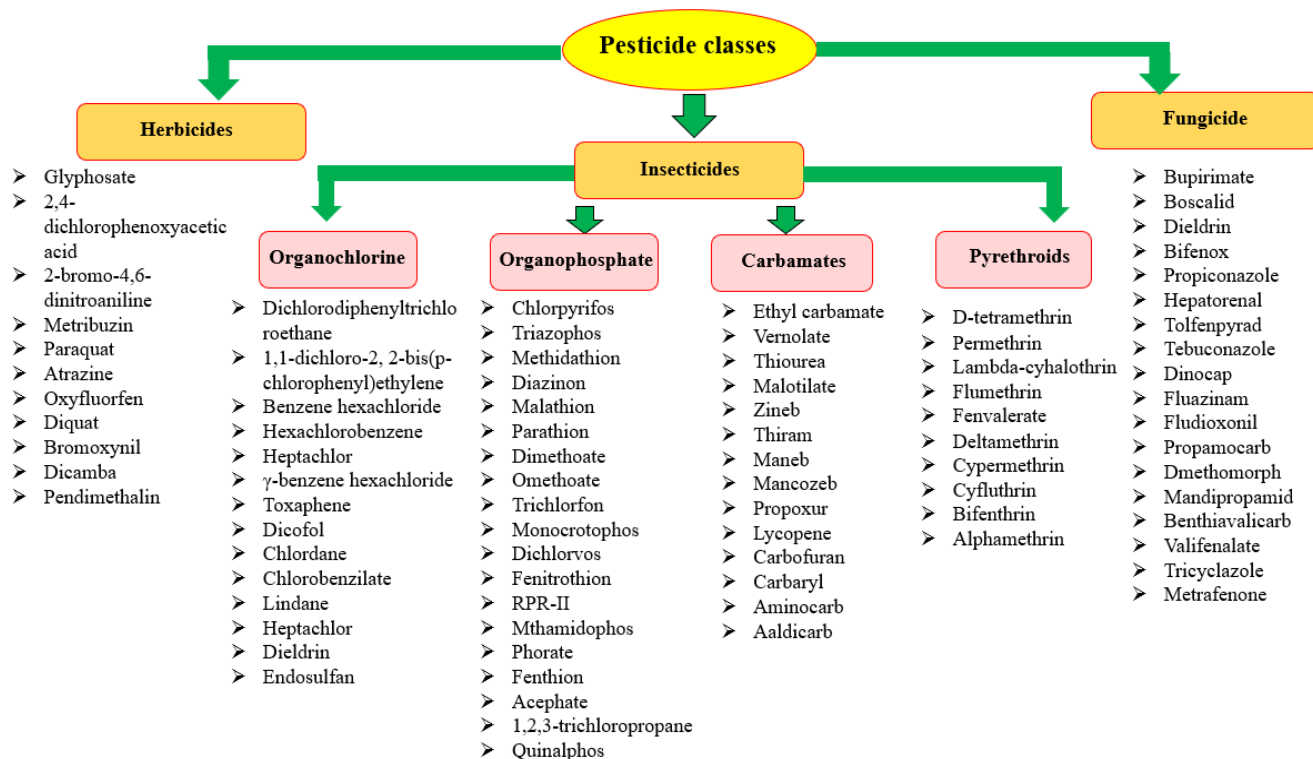 Pesticide classes
Herbicides
Glyphosate
2,4-
dichlorophenoxyacetic
acid
2-bromo-4,6-
dinitroaniline
Metribuzin
Paraquat
Atrazine
Oxyfluorfen
Diquat
Bromoxynil
Dicamba
Pendimethalin
Insecticides
Organochlorine
Dichlorodiphenyltrichlo
roethane
1,1-dichloro-2, 2-bis(p-
chlorophenyl)ethylene
Benzene hexachloride
Hexachlorobenzene
Heptachlor
γ-benzene hexachloride
Toxaphene
Dicofol
Chlordane
Chlorobenzilate
Lindane
Heptachlor
Dieldrin
Endosulfan
Organophosphate
Chlorpyrifos
Triazophos
Methidathion
Diazinon
Malathion
Parathion
Dimethoate
Omethoate
Trichlorfon
Monocrotophos
Dichlorvos
Fenitrothion
RPR-II
Mthamidophos
Phorate
Fenthion
Acephate
1,2,3-trichloropropane
Quinalphos
Carbamates
Ethyl carbamate
Vernolate
Thiourea
Malotilate
Zineb
Thiram
Maneb
Mancozeb
Propoxur
Lycopene
Carbofuran
Carbaryl
Aminocarb
Aaldicarb
Pyrethroids
D-tetramethrin
Permethrin
Lambda-cyhalothrin
Flumethrin
Fenvalerate
Deltamethrin
Cypermethrin
Cyfluthrin
Bifenthrin
Alphamethrin
Fungicide
Bupirimate
Boscalid
Dieldrin
Bifenox
Propiconazole
Hepatorenal
Tolfenpyrad
Tebuconazole
Dinocap
Fluazinam
Fludioxonil
Propamocarb
Dmethomorph
Mandipropamid
Benthiavalicarb
Valifenalate
Tricyclazole
Metrafenone